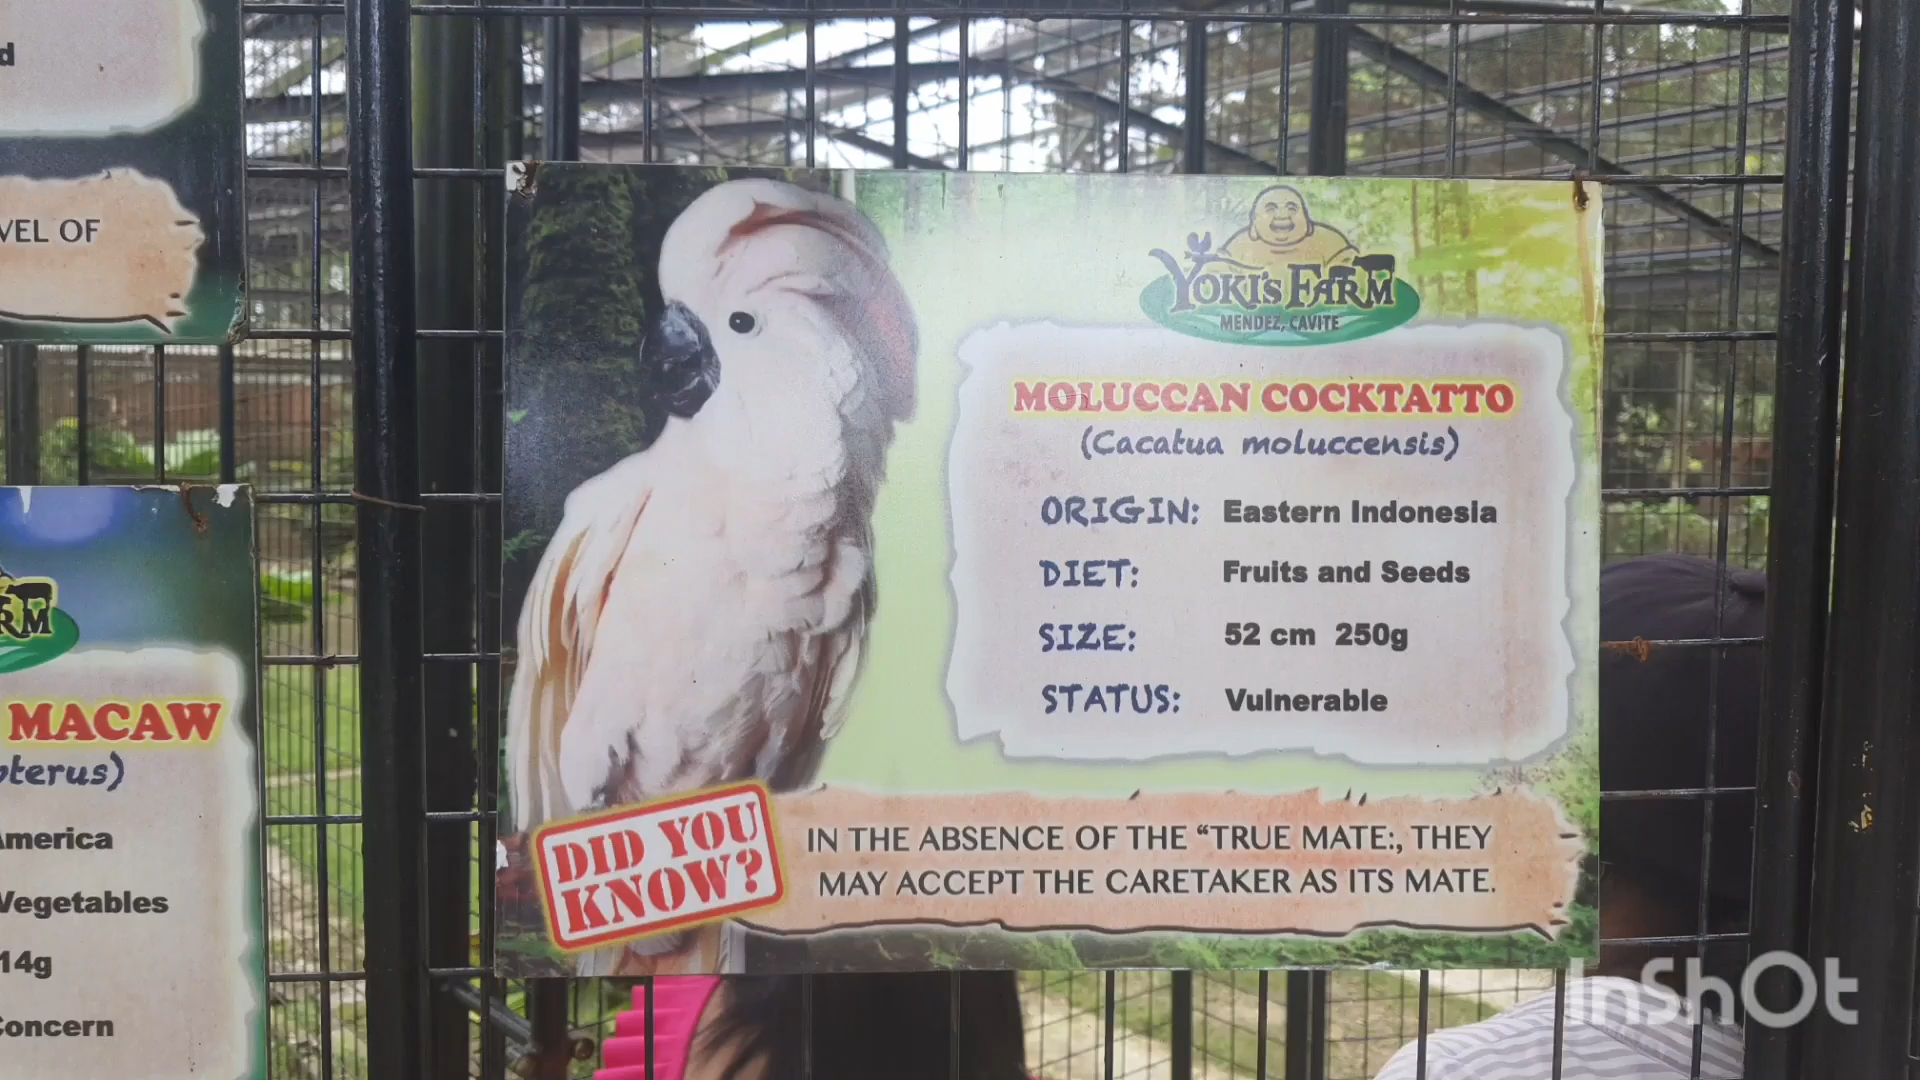 d
VEL OF
RM
MACAW
pterus)
America
Vegetables
14g
Concern
YOKI'S FARM
MENDEZ, CAVITE
MOLUCCAN COCKTATTO
(Cacatua moluccensis)
ORIGIN: Eastern Indonesia
DIET: Fruits and Seeds
SIZE: 52 cm 250g
STATUS: Vulnerable
DID YOU
KNOW?
IN THE ABSENCE OF THE “TRUE MATE:, THEY
MAY ACCEPT THE CARETAKER AS ITS MATE.
InShOt